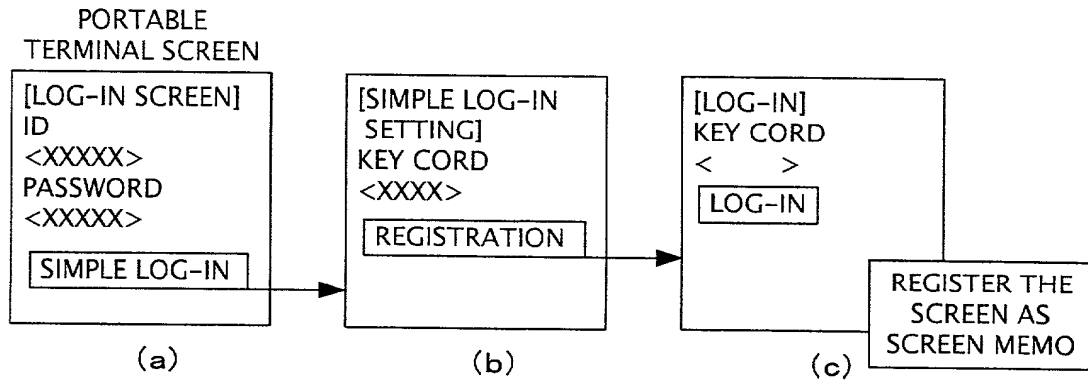 PORTABLE
TERMINAL SCREEN
[LOG-IN SCREEN]
ID
<XXXXX>
PASSWORD
<XXXXX>
SIMPLE LOG-IN
(a)
[SIMPLE LOG-IN
SETTING]
KEY CORD
<XXXX>
REGISTRATION
(b)
[LOG-IN]
KEY CORD
< >
LOG-IN
REGISTER THE
SCREEN AS
SCREEN MEMO
(c)